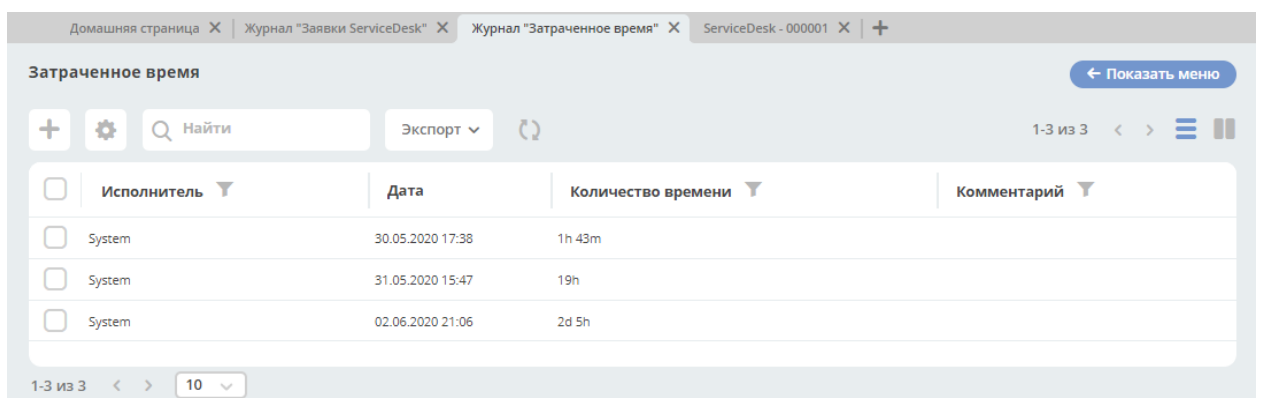 Домашняя страница Журнал "Заявки ServiceDesk" Журнал "Затраченное время" ServiceDesk - 000001
Затраченное время
Показать меню
Найти Экспорт 1-3 из 3
Исполнитель Дата Количество времени Комментарий
System 30.05.2020 17:38 1h 43m
System 31.05.2020 15:47 19h
System 02.06.2020 21:06 2d 5h
1-3 из 3 10